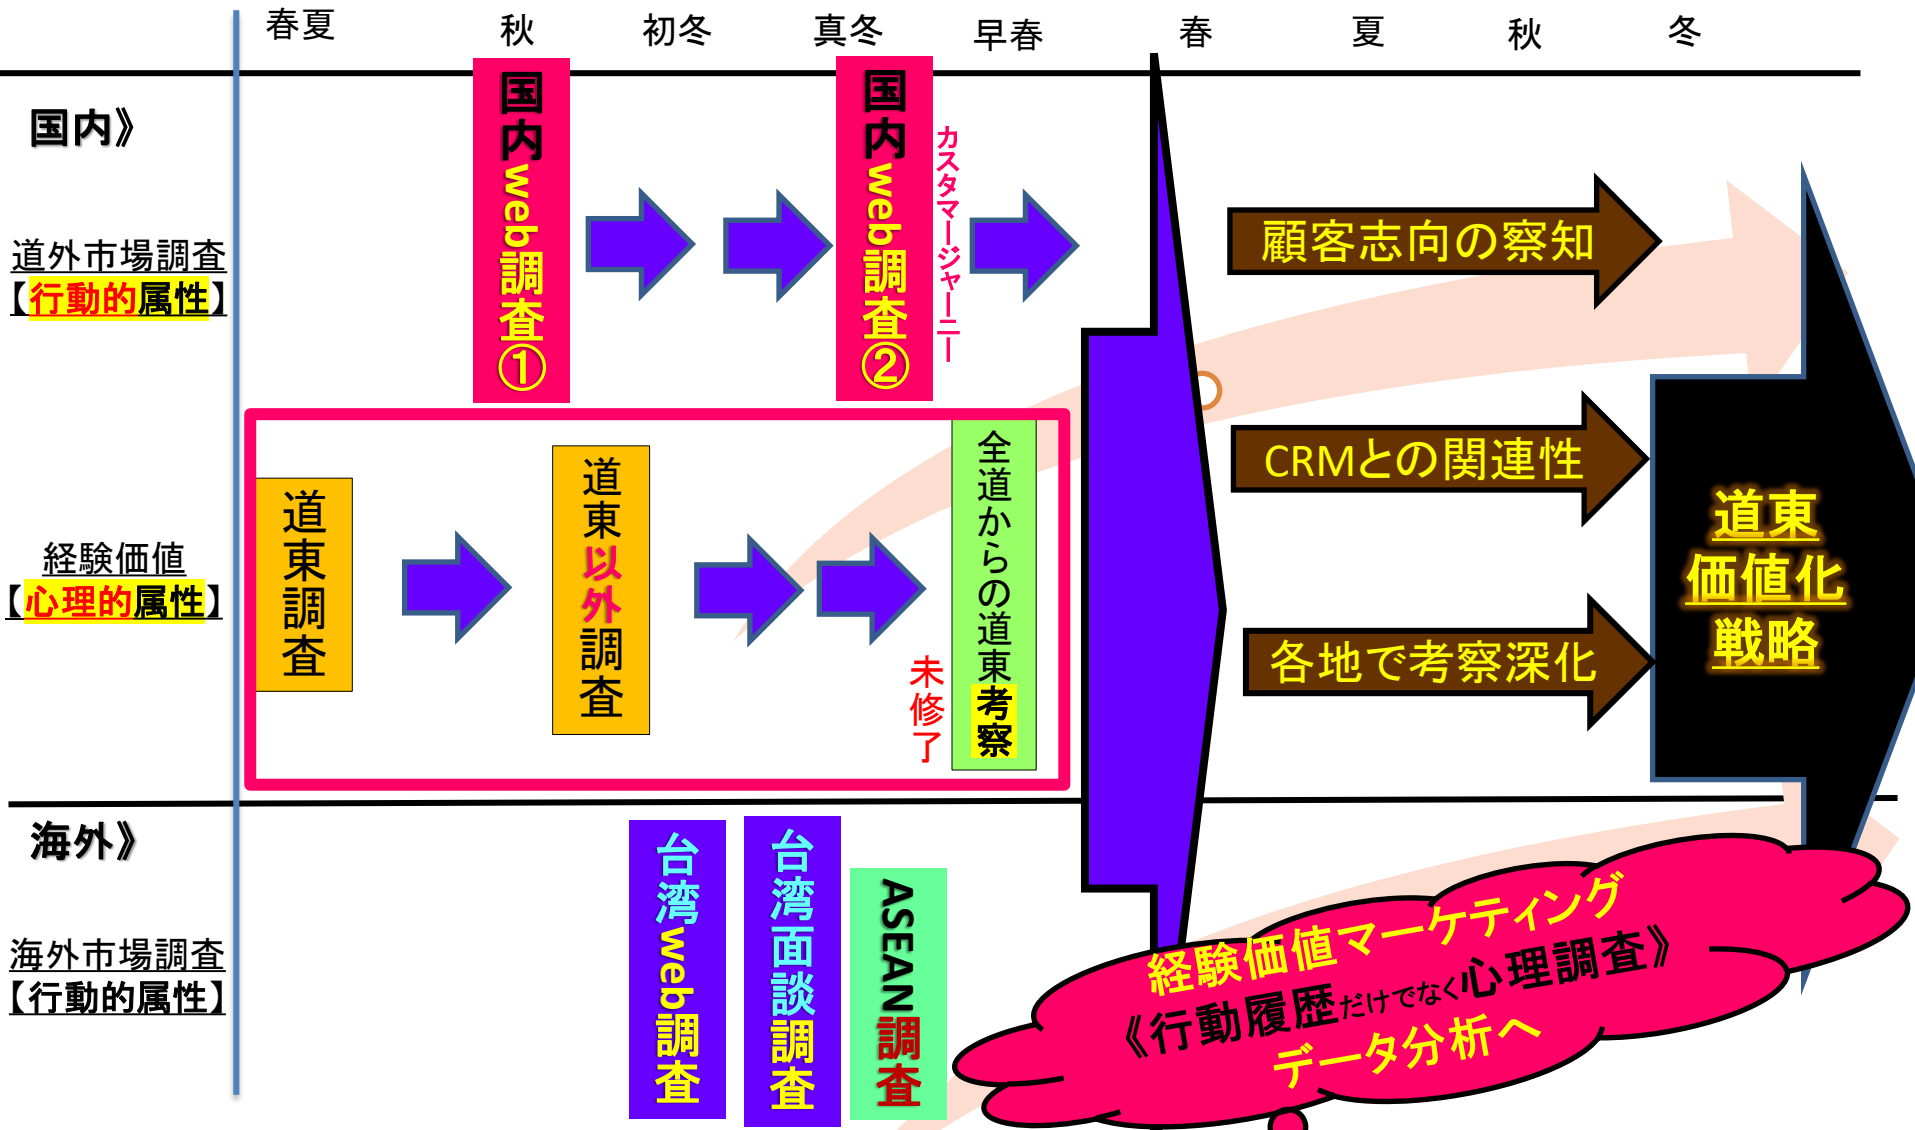 春夏
秋
初冬
真冬
早春
春
夏
秋
冬
国内》
道外市場調査
【行動的属性】
国内web調査①
国内web調査②
カスタマージャーニー
顧客志向の察知
経験価値
【心理的属性】
道東調査
道東以外調査
全道からの道東考察
未修了
CRMとの関連性
各地で考察深化
道東
価値化
戦略
海外》
海外市場調査
【行動的属性】
台湾web調査
台湾面談調査
ASEAN調査
経験価値マーケティング
《行動履歴だけでなく心理調査》
データ分析へ